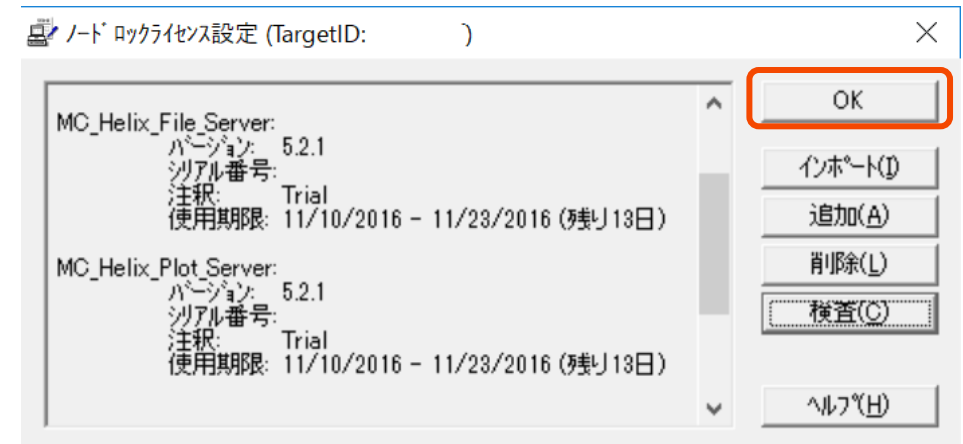 ﾉｰﾄﾞ ﾛｯｸﾗｲｾﾝｽ設定 (TargetID:          )
MC_Helix_File_Server:
ﾊﾞｰｼﾞｮﾝ: 5.2.1
ｼﾘｱﾙ番号:
注釈: Trial
使用期限: 11/10/2016 - 11/23/2016 (残り13日)
MC_Helix_Plot_Server:
ﾊﾞｰｼﾞｮﾝ: 5.2.1
ｼﾘｱﾙ番号:
注釈: Trial
使用期限: 11/10/2016 - 11/23/2016 (残り13日)
OK
ｲﾝﾎﾟｰﾄ(I)
追加(A)
削除(L)
検査(C)
ﾍﾙﾌﾟ(H)